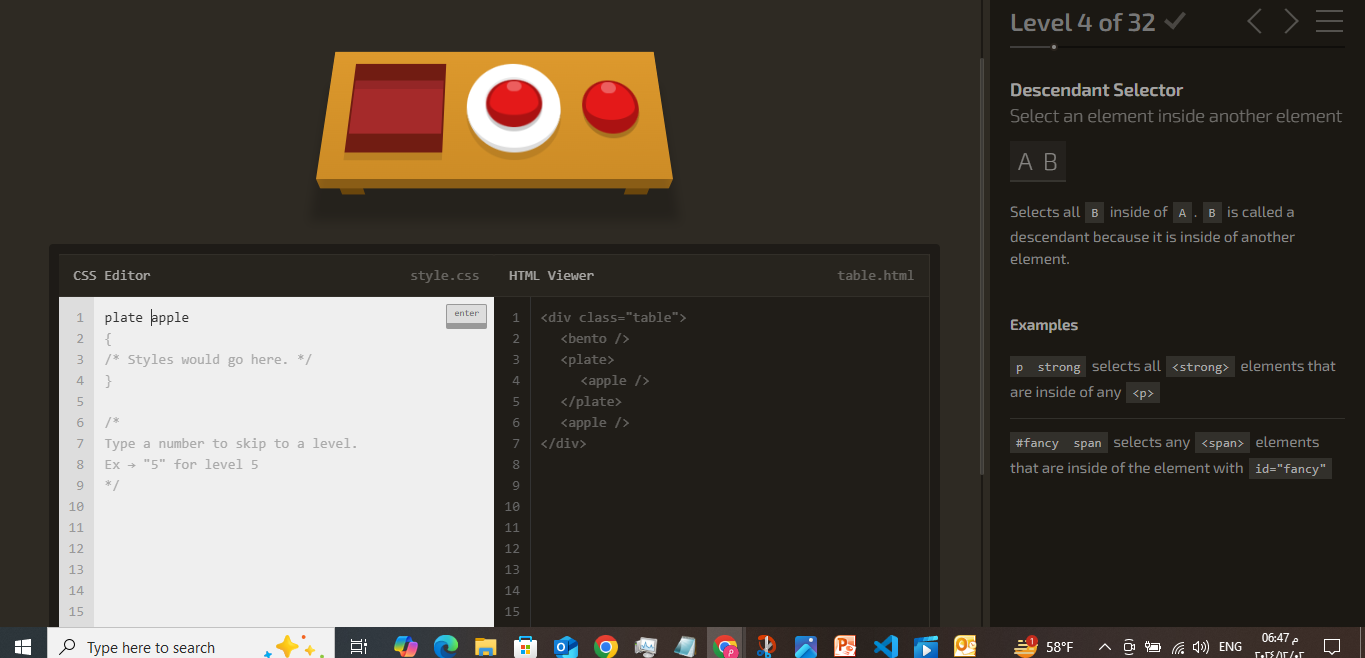 Level 4 of 32
Descendant Selector
Select an element inside another element
A B
Selects all B inside of A . B is called a
descendant because it is inside of another
element.
Examples
p strong selects all <strong> elements that
are inside of any <p>
#fancy span selects any <span> elements
that are inside of the element with id="fancy"
CSS Editor
style.css
1 plate apple
2 {
3 /* Styles would go here. */
4 }
5
6 /*
7 Type a number to skip to a level.
8 Ex → "5" for level 5
9 */
10
11
12
13
14
15
enter
HTML Viewer
table.html
1 <div class="table">
2 <bento />
3 <plate>
4 <apple />
5 </plate>
6 <apple />
7 </div>
8
9
10
11
12
13
14
15
Type here to search
1
58°F
ENG
06:47 م